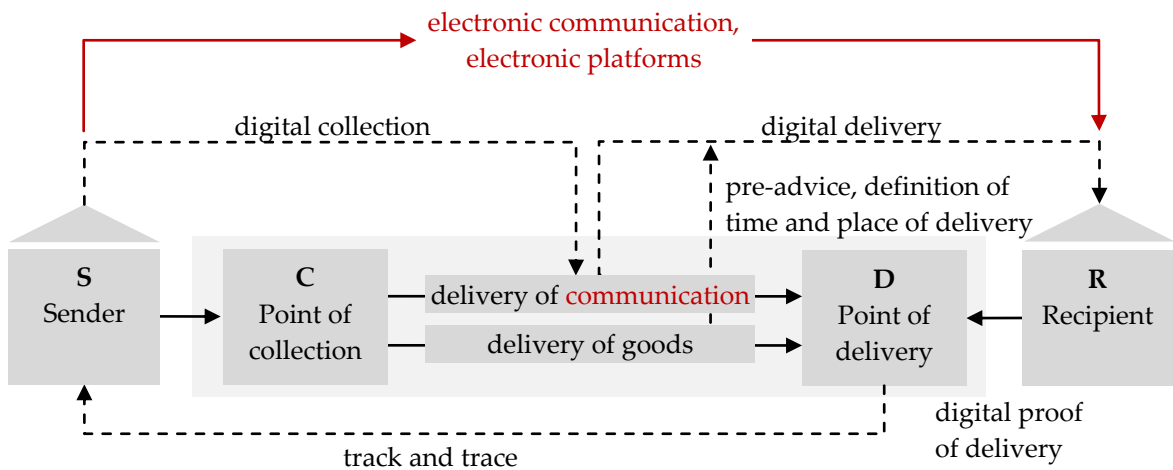 electronic communication,
electronic platforms
digital collection
digital delivery
pre-advice, definition of
time and place of delivery
S
Sender
C
Point of
collection
delivery of communication
delivery of goods
D
Point of
delivery
R
Recipient
digital proof
of delivery
track and trace